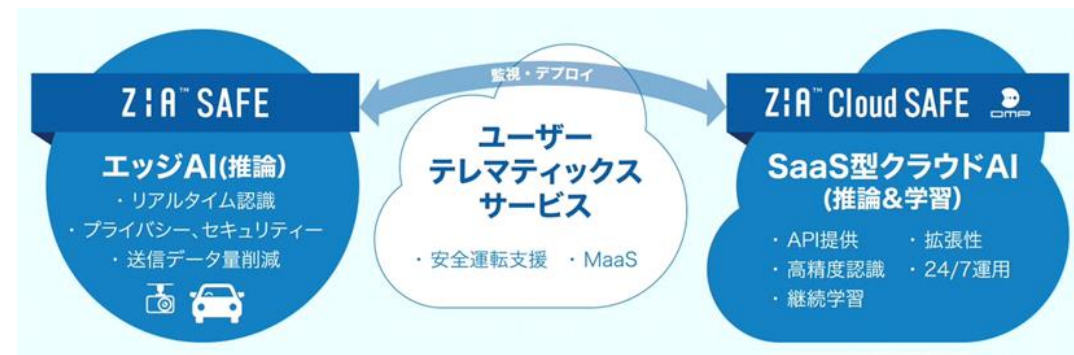 ZIA™ SAFE
エッジAI(推論)
・リアルタイム認識
・プライバシー、セキュリティー
・送信データ量削減
監視・デプロイ
ユーザー
テレマティックス
サービス
・安全運転支援 ・MaaS
ZIA™ Cloud SAFE DMP
SaaS型クラウドAI
(推論&学習)
・API提供 ・拡張性
・高精度認識 ・24/7運用
・継続学習